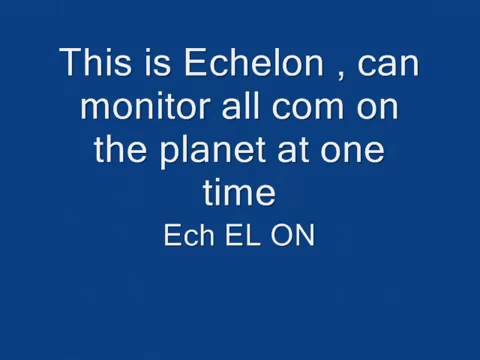 This is Echelon , can
monitor all com on
the planet at one
time
Ech EL ON